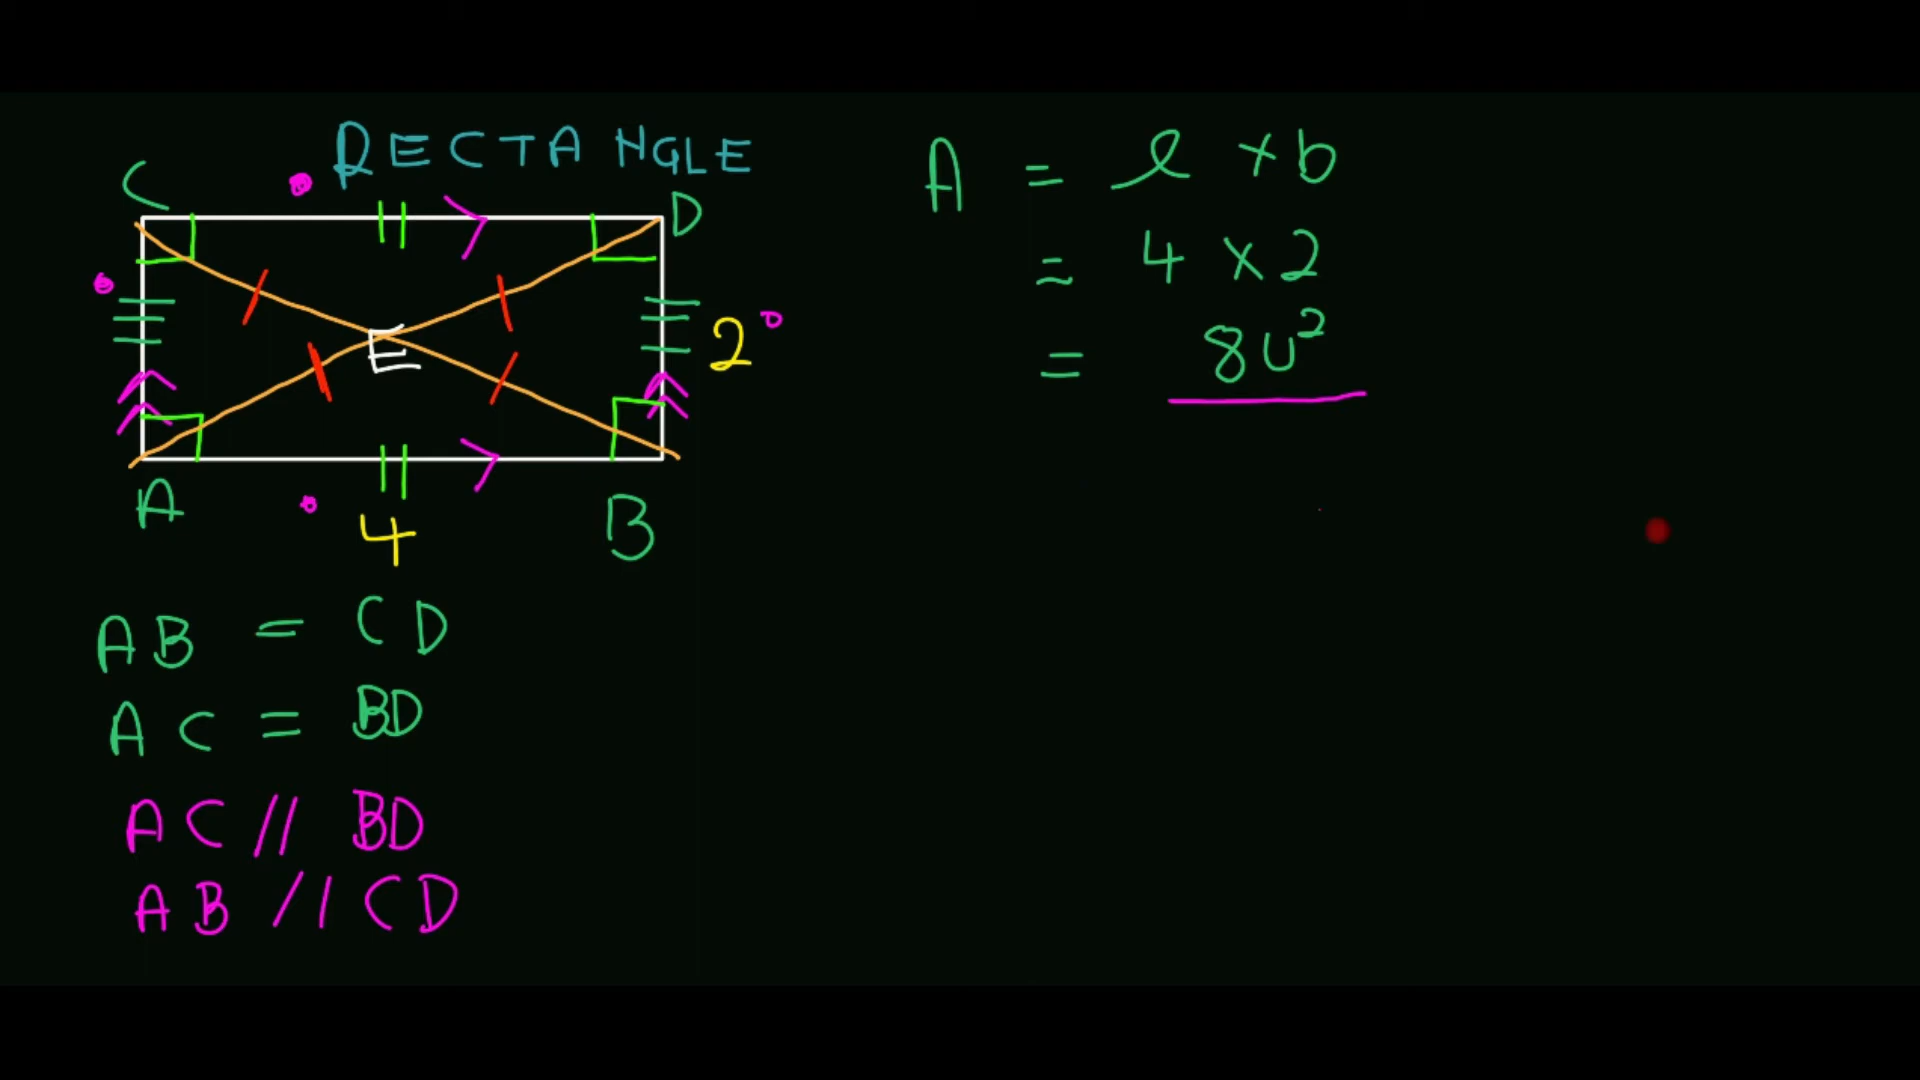 RECTANGLE
C
D
E
2
A
B
4
AB = CD
AC = BD
AC // BD
AB // CD
A = l × b
= 4 × 2
= 8u²